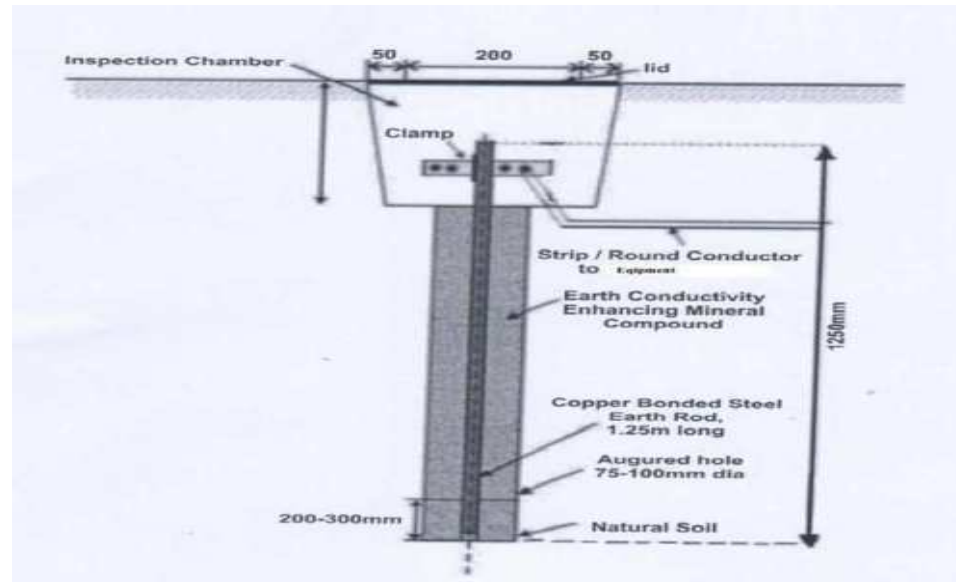 50 200 50
Inspection Chamber
lid
Clamp
Strip / Round Conductor
to Equipment
Earth Conductivity
Enhancing Mineral
Compound
1250mm
Copper Bonded Steel
Earth Rod,
1.25m long
Augured hole
75-100mm dia
200-300mm
Natural Soil